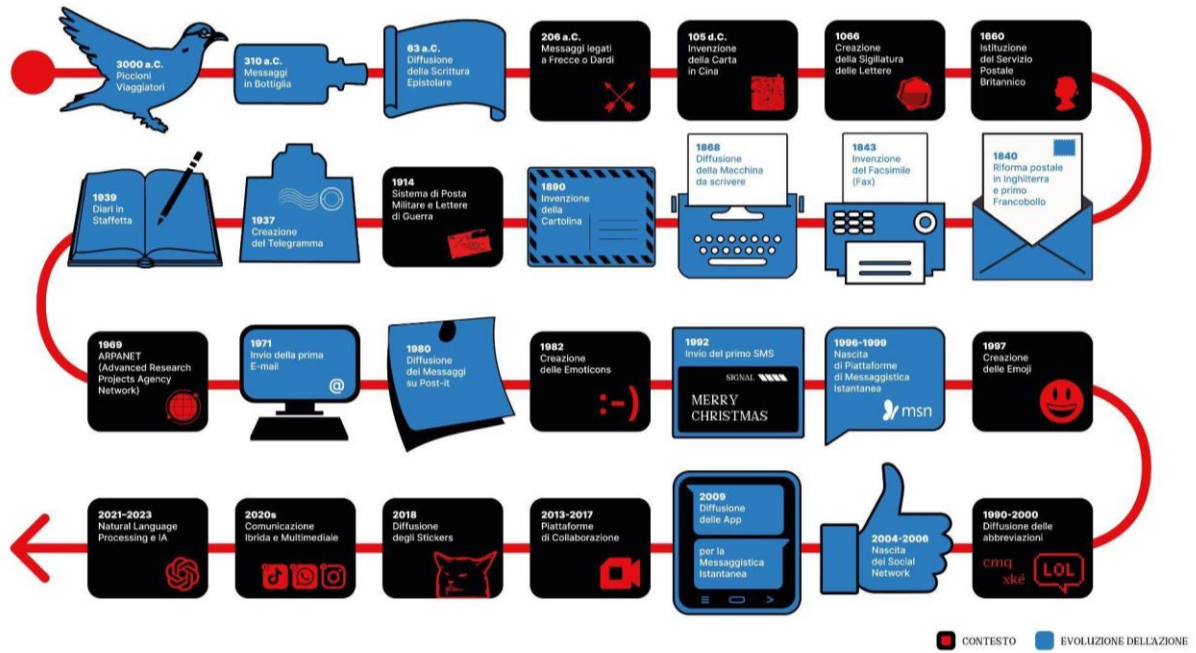 3000 a.C.
Piccioni
Viaggiatori
310 a.C.
Messaggi
in Bottiglia
63 a.C.
Diffusione
della Scrittura
Epistolare
206 a.C.
Messaggi legati
a Frecce o Dardi
105 d.C.
Invenzione
della Carta
in Cina
1066
Creazione
della Sigillatura
delle Lettere
1660
Istituzione
del Servizio
Postale
Britannico
1939
Diari in
Staffetta
1937
Creazione
del Telegramma
1914
Sistema di Posta
Militare e Lettere
di Guerra
1890
Invenzione
della
Cartolina
1868
Diffusione
della Macchina
da scrivere
1843
Invenzione
del Facsimile
(Fax)
1840
Riforma postale
in Inghilterra
e primo
Francobollo
1969
ARPANET
(Advanced Research
Projects Agency
Network)
1971
Invio della prima
E-mail
@
1980
Diffusione
dei Messaggi
su Post-it
1982
Creazione
delle Emoticons
:-)
1992
Invio del primo SMS
SIGNAL
MERRY
CHRISTMAS
1996-1999
Nascita
di Piattaforme
di Messaggistica
Istantanea
msn
1997
Creazione
delle Emoji
2021–2023
Natural Language
Processing e IA
2020s
Comunicazione
Ibrida e Multimediale
2018
Diffusione
degli Stickers
2013-2017
Piattaforme
di Collaborazione
2009
Diffusione
delle App
per la
Messaggistica
Istantanea
2004-2006
Nascita
dei Social
Network
1990-2000
Diffusione delle
abbreviazioni
cmq
xké
LOL
CONTESTO
EVOLUZIONE DELL'AZIONE